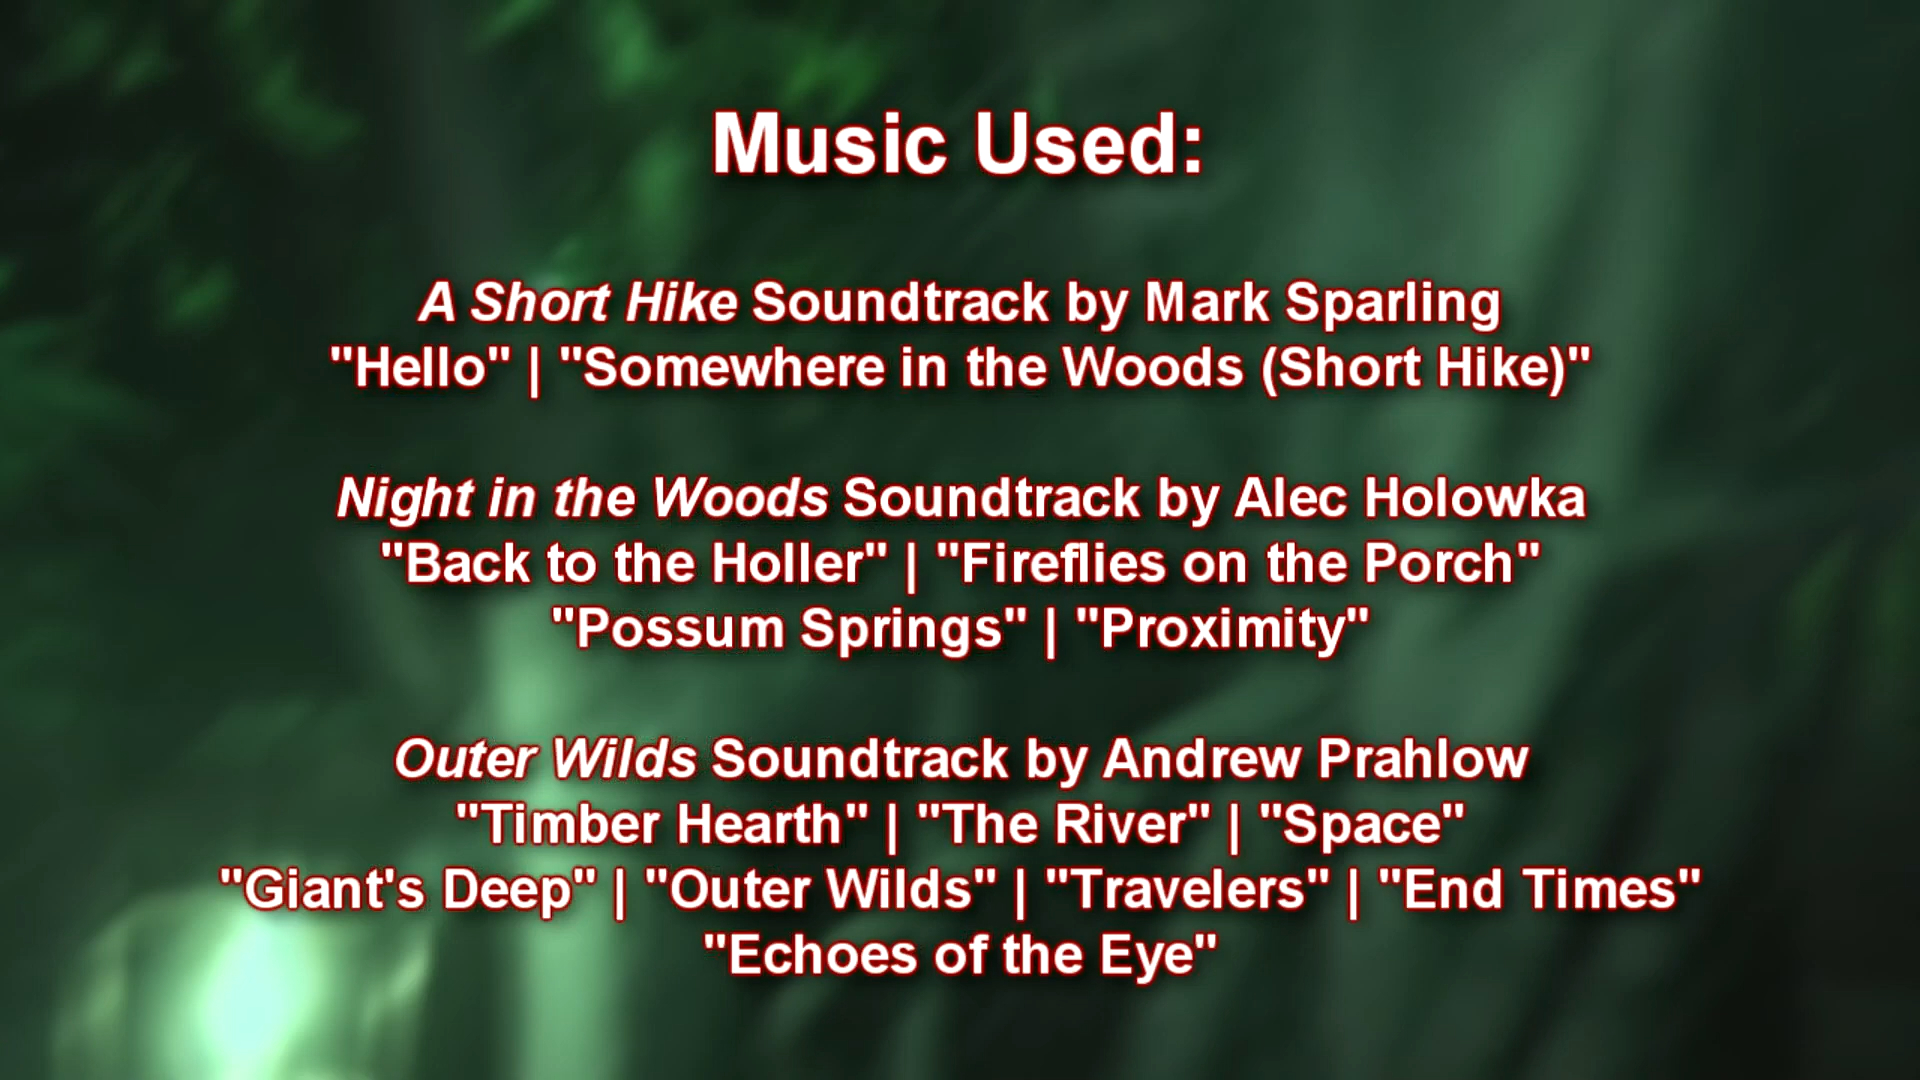 Music Used:
A Short Hike Soundtrack by Mark Sparling
"Hello" | "Somewhere in the Woods (Short Hike)"
Night in the Woods Soundtrack by Alec Holowka
"Back to the Holler" | "Fireflies on the Porch"
"Possum Springs" | "Proximity"
Outer Wilds Soundtrack by Andrew Prahlow
"Timber Hearth" | "The River" | "Space"
"Giant's Deep" | "Outer Wilds" | "Travelers" | "End Times"
"Echoes of the Eye"